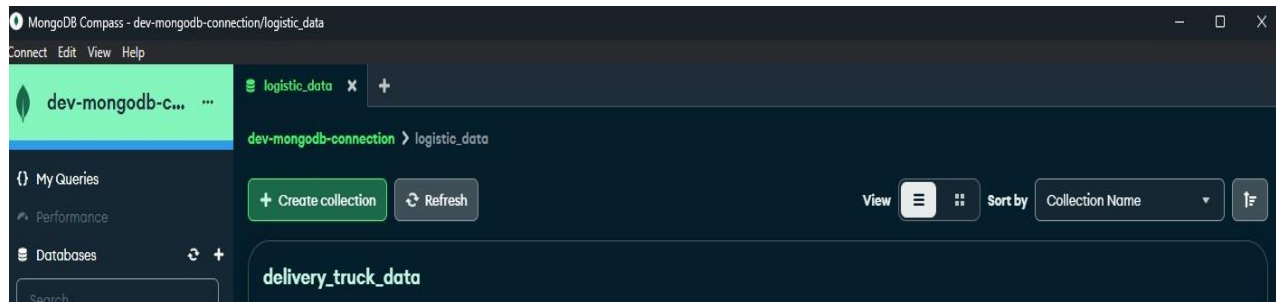 MongoDB Compass - dev-mongodb-connection/logistic_data
Connect Edit View Help
dev-mongodb-c... ...
logistic_data
dev-mongodb-connection > logistic_data
{} My Queries
Performance
Databases
Search
+ Create collection
Refresh
View
Sort by
Collection Name
delivery_truck_data